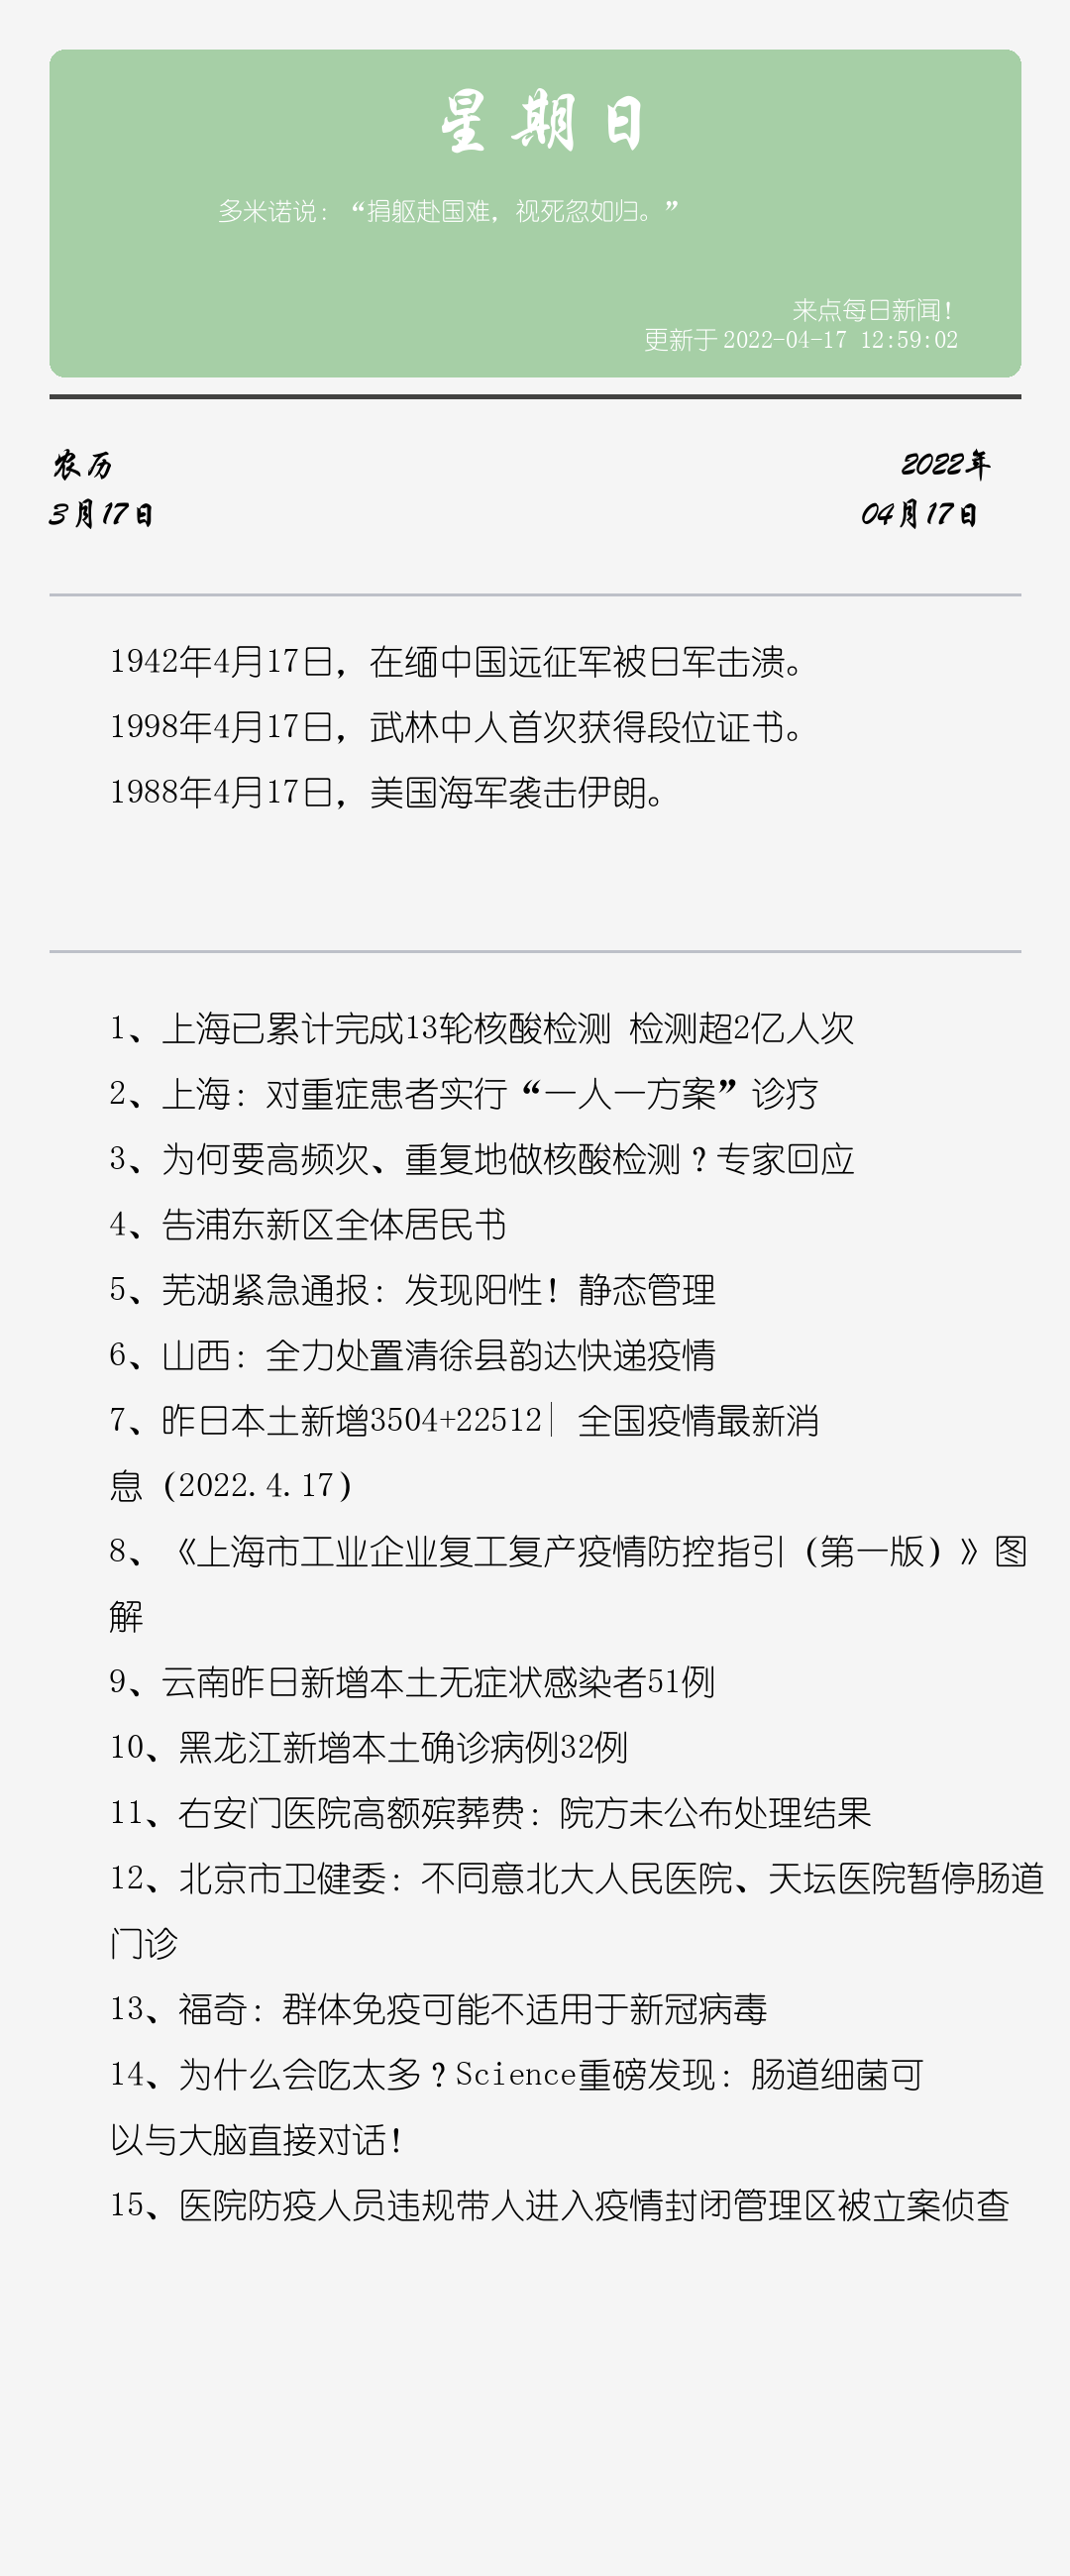 星期日
多米诺说：“捐躯赴国难，视死忽如归。”
来点每日新闻！
更新于2022-04-17 12:59:02
农历
2022年
3月17日
04月17日
1942年4月17日，在缅中国远征军被日军击溃。
1998年4月17日，武林中人首次获得段位证书。
1988年4月17日，美国海军袭击伊朗。
1、上海已累计完成13轮核酸检测 检测超2亿人次
2、上海：对重症患者实行“一人一方案”诊疗
3、为何要高频次、重复地做核酸检测？专家回应
4、告浦东新区全体居民书
5、芜湖紧急通报：发现阳性！静态管理
6、山西：全力处置清徐县韵达快递疫情
7、昨日本土新增3504+22512| 全国疫情最新消
息（2022.4.17）
8、《上海市工业企业复工复产疫情防控指引（第一版）》图
解
9、云南昨日新增本土无症状感染者51例
10、黑龙江新增本土确诊病例32例
11、右安门医院高额殡葬费：院方未公布处理结果
12、北京市卫健委：不同意北大人民医院、天坛医院暂停肠道
门诊
13、福奇：群体免疫可能不适用于新冠病毒
14、为什么会吃太多？Science重磅发现：肠道细菌可
以与大脑直接对话！
15、医院防疫人员违规带人进入疫情封闭管理区被立案侦查